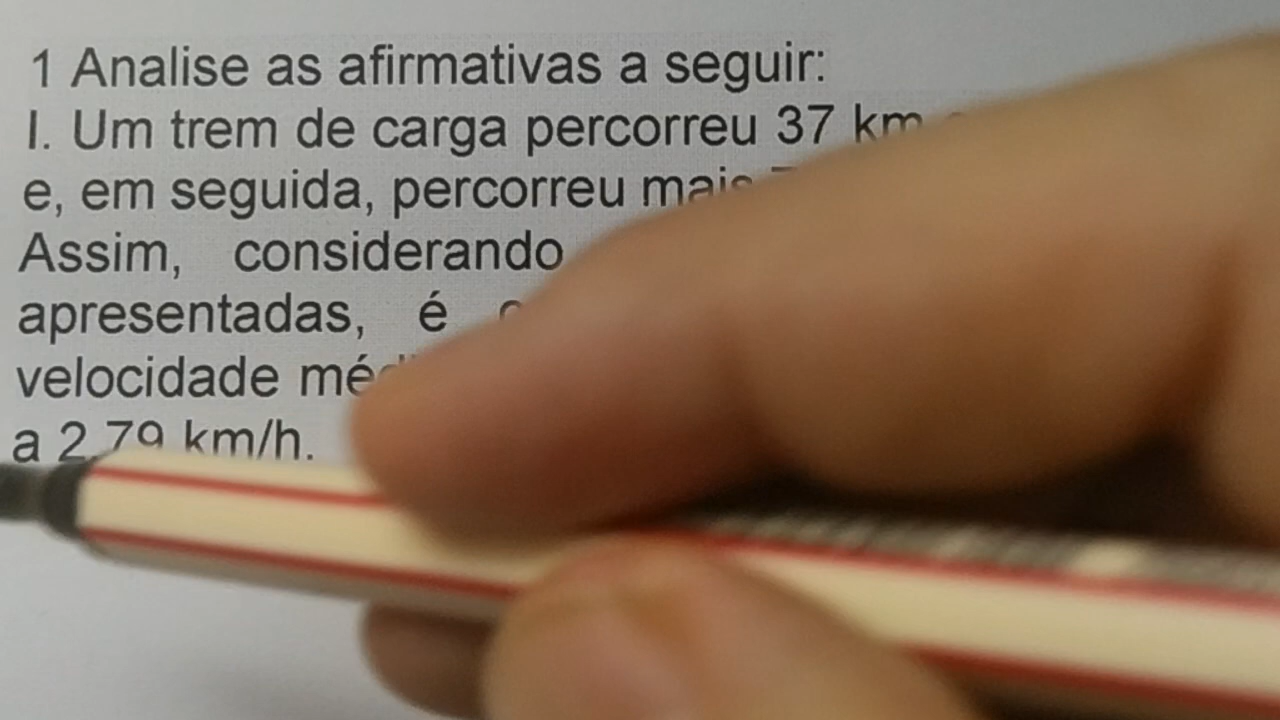 1 Analise as afirmativas a seguir:
I. Um trem de carga percorreu 37 km
e, em seguida, percorreu mais
Assim, considerando
apresentadas, é
velocidade
a 2,79 km/h.